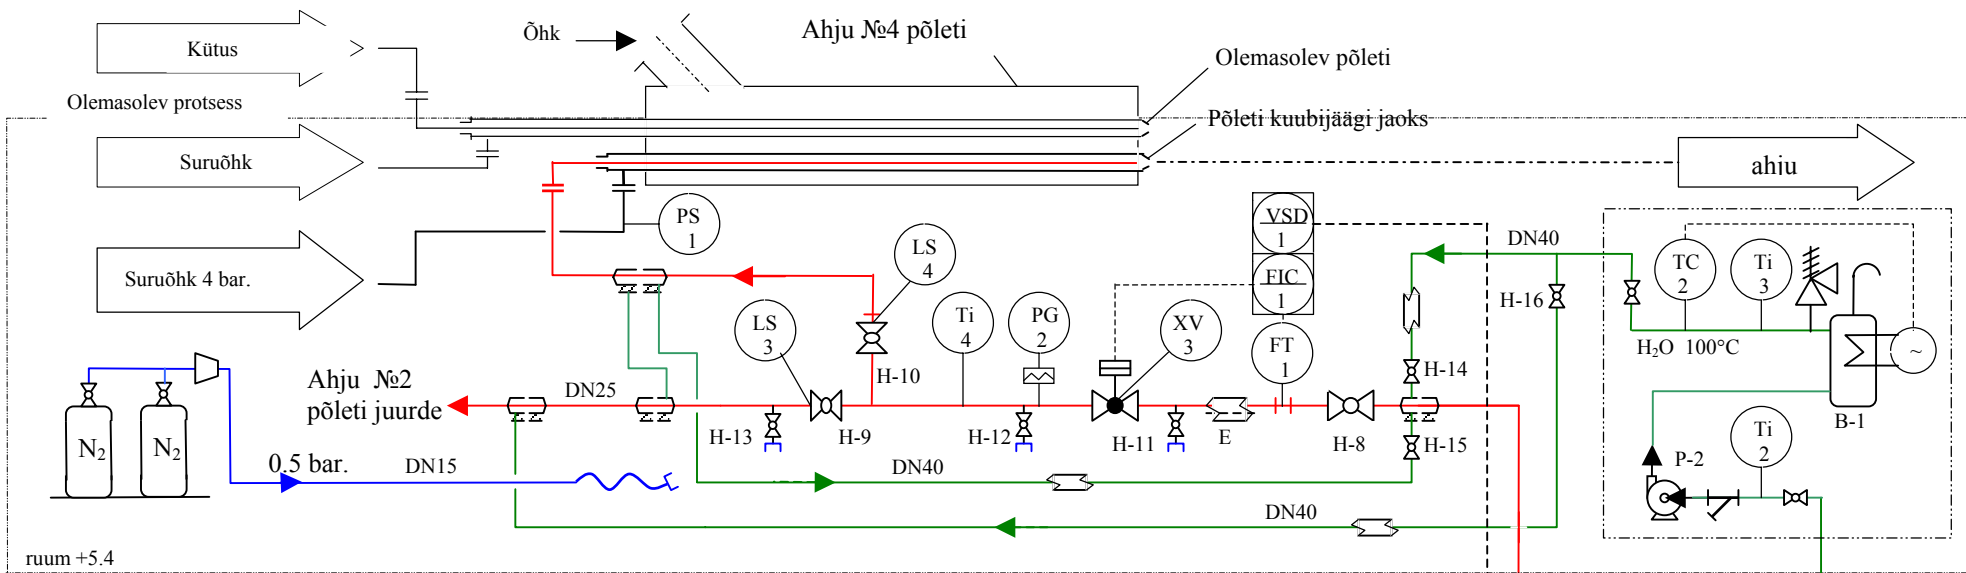 Kütus
Õhk
Ahju №4 põleti
Olemasolev põleti
Olemasolev protsess
Põleti kuubijäägi jaoks
Suruõhk
ahju
PS
1
VSD
1
LS
4
DN40
TC
2
Ti
3
Suruõhk 4 bar.
FIC
1
H-16
LS
3
Ti
4
PG
2
XV
3
FT
1
H₂O 100°C
~
H-10
H-14
Ahju №2
põleti juurde
DN25
B-1
N₂
N₂
H-13
H-9
H-12
H-11
E
H-8
H-15
Ti
2
0.5 bar.
DN15
DN40
P-2
DN40
ruum +5.4